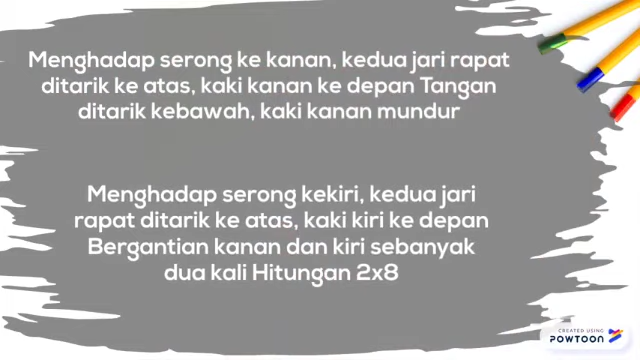 Menghadap serong ke kanan, kedua jari rapat
ditarik ke atas, kaki kanan ke depan Tangan
ditarik kebawah, kaki kanan mundur
Menghadap serong kekiri, kedua jari
rapat ditarik ke atas, kaki kiri ke depan
Bergantian kanan dan kiri sebanyak
dua kali Hitungan 2x8
CREATED USING
POWTOON